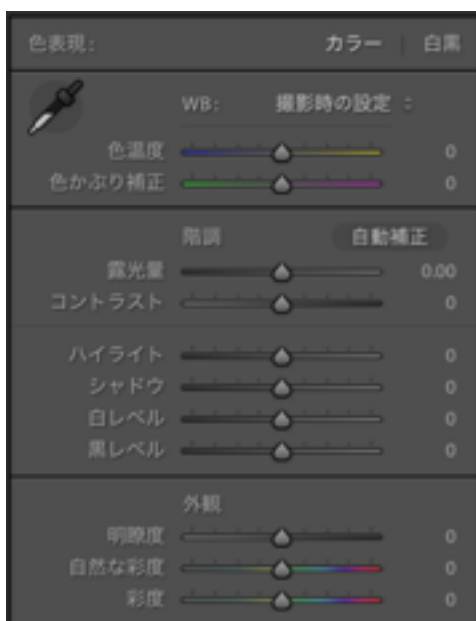 色表現: カラー | 白黒
WB: 撮影時の設定
色温度 0
色かぶり補正 0
階調 自動補正
露光量 0.00
コントラスト 0
ハイライト 0
シャドウ 0
白レベル 0
黒レベル 0
外観
明瞭度 0
自然な彩度 0
彩度 0